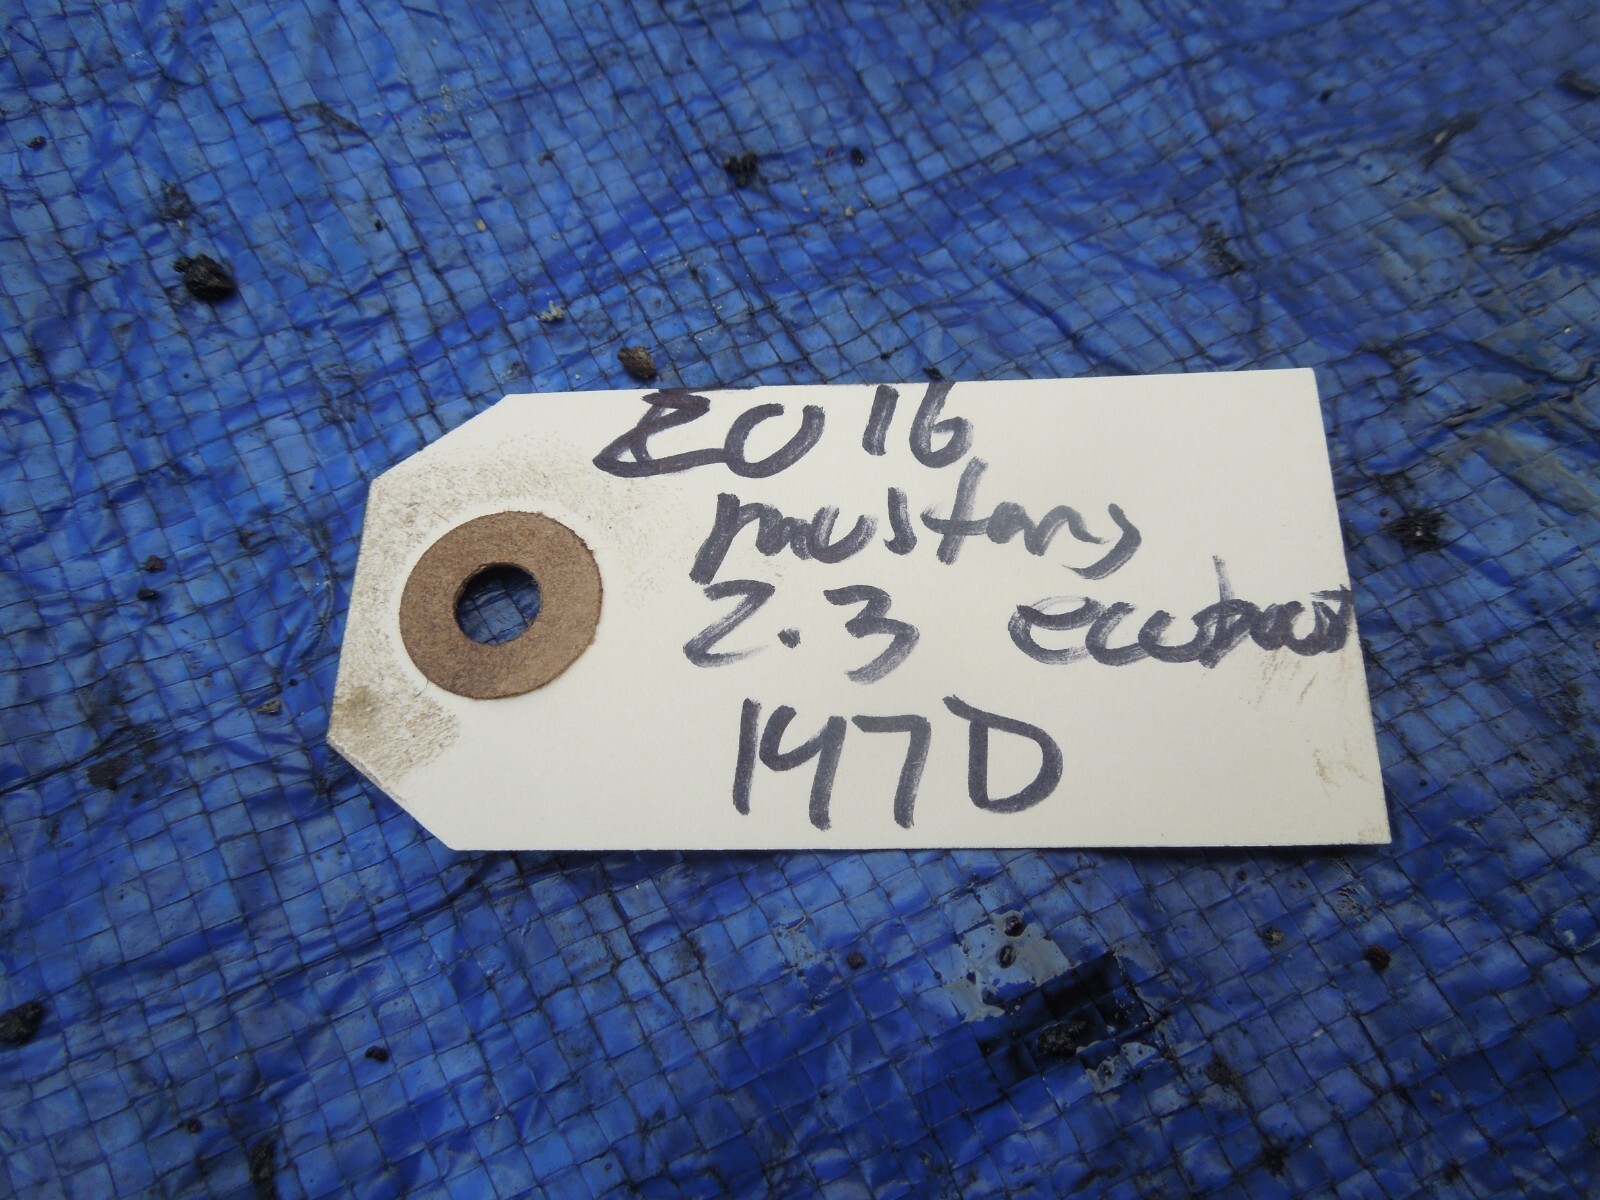 2016
mustang
2.3 ecoboost
147D